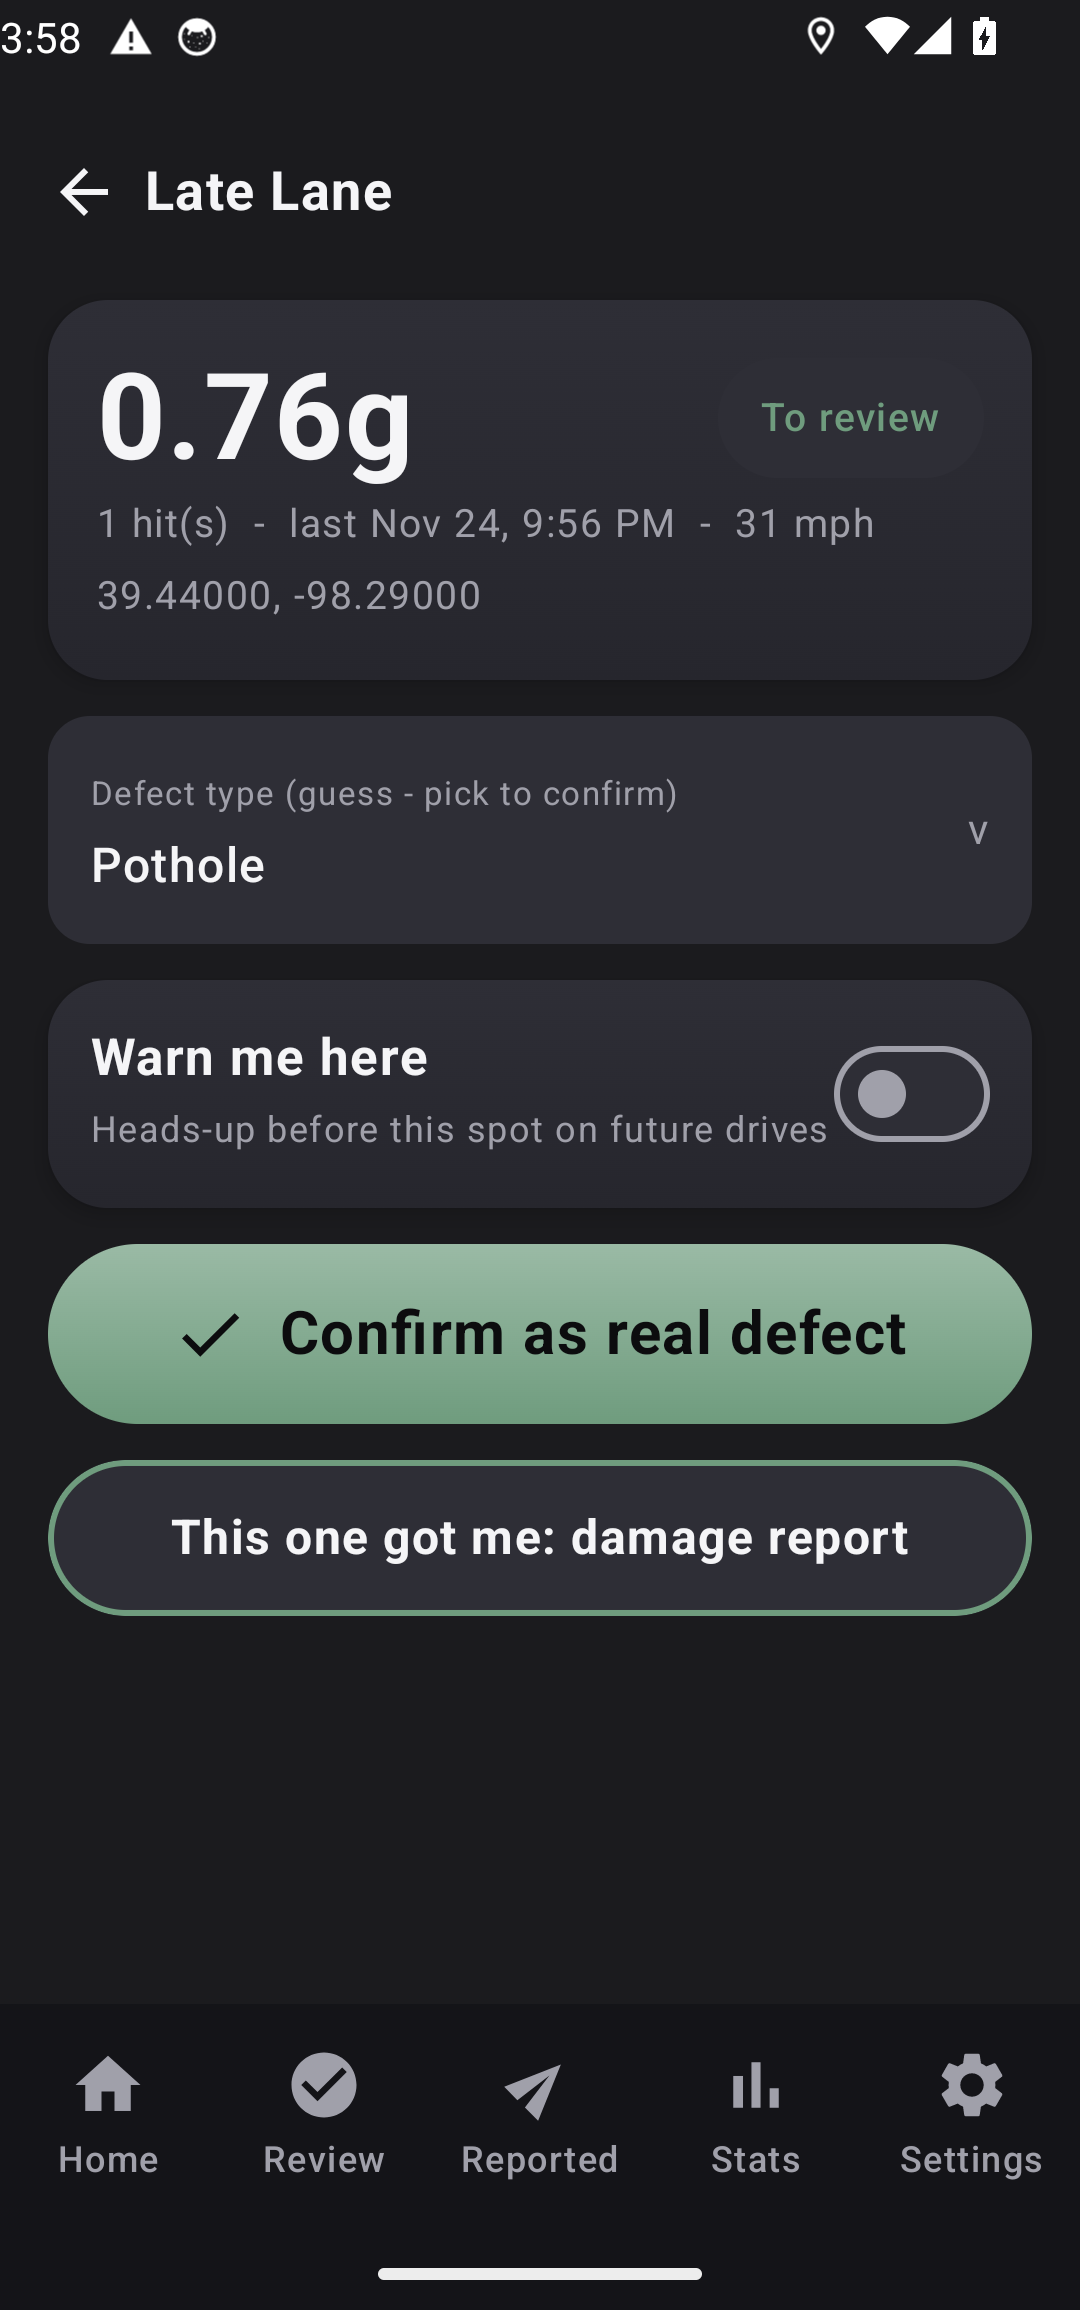 3:58
Late Lane
0.76g
To review
1 hit(s) - last Nov 24, 9:56 PM - 31 mph
39.44000, -98.29000
Defect type (guess - pick to confirm)
Pothole
v
Warn me here
Heads-up before this spot on future drives
Confirm as real defect
This one got me: damage report
Home Review Reported Stats Settings